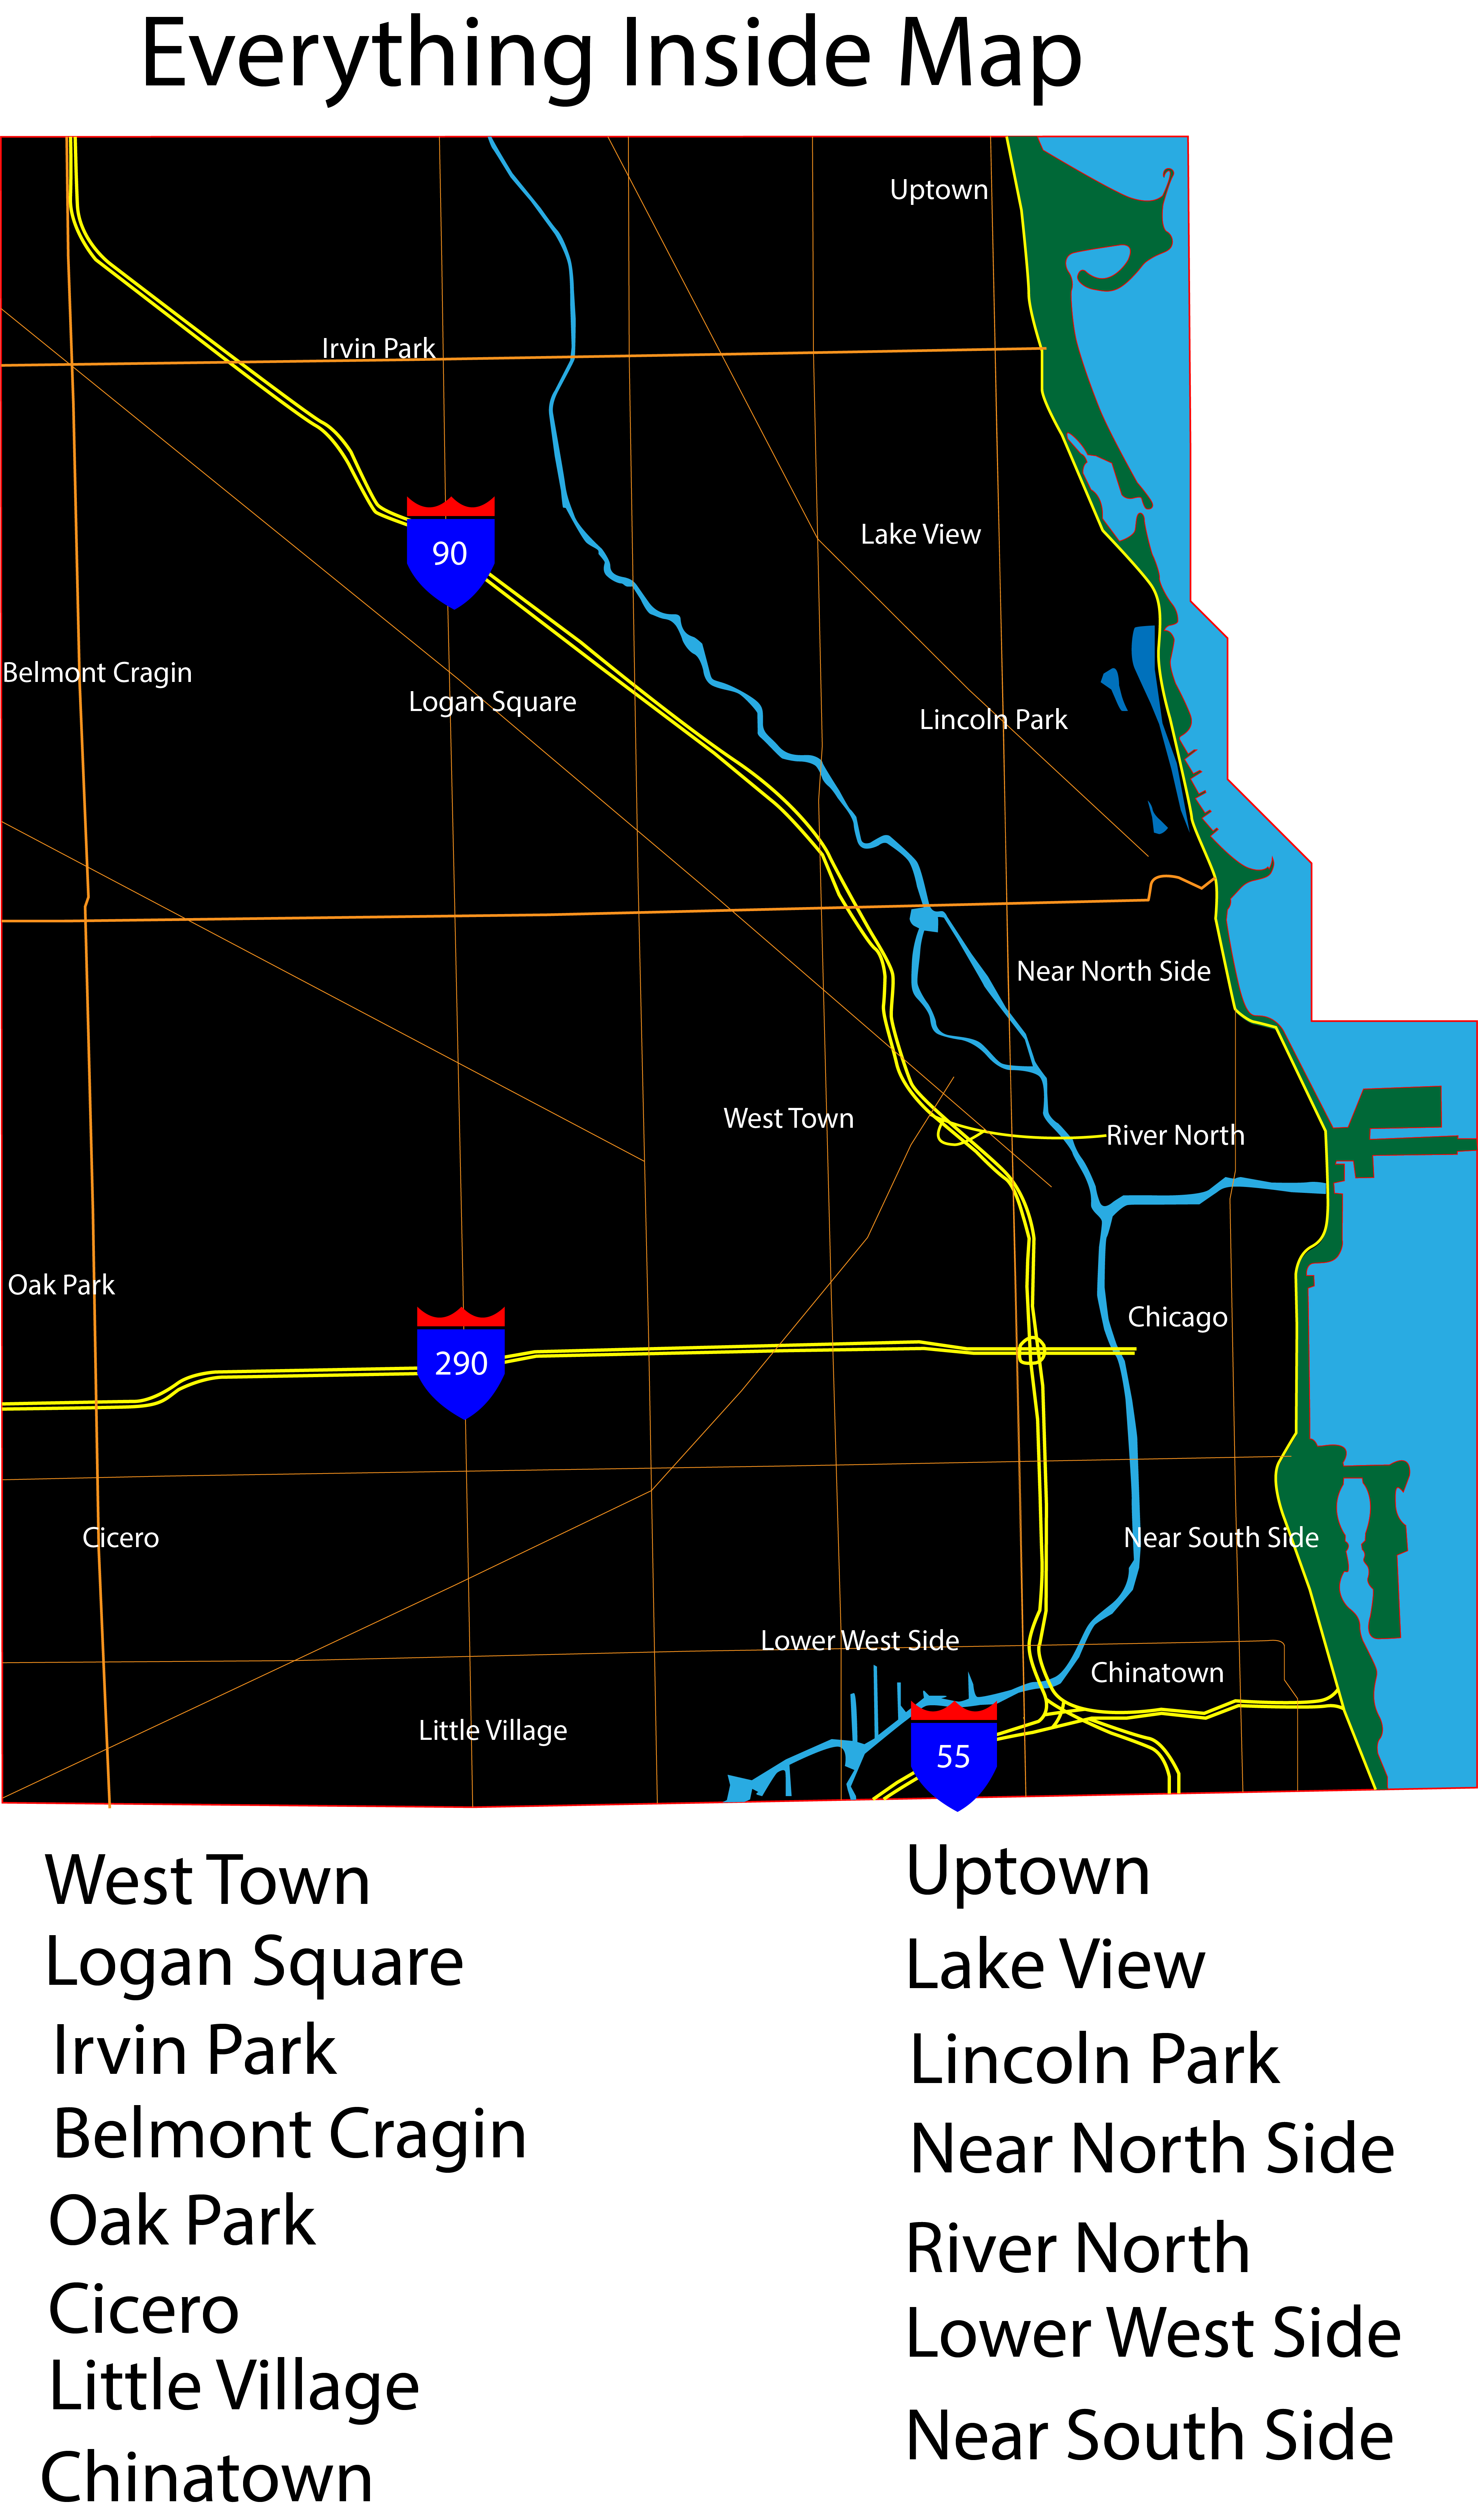 Everything Inside Map
Uptown
Irvin Park
Lake View
90
Belmont Cragin
Logan Square
Lincoln Park
Near North Side
West Town
River North
Oak Park
Chicago
290
Cicero
Near South Side
Lower West Side
Chinatown
Little Village
55
West Town
Logan Square
Irvin Park
Belmont Cragin
Oak Park
Cicero
Little Village
Chinatown
Uptown
Lake View
Lincoln Park
Near North Side
River North
Lower West Side
Near South Side